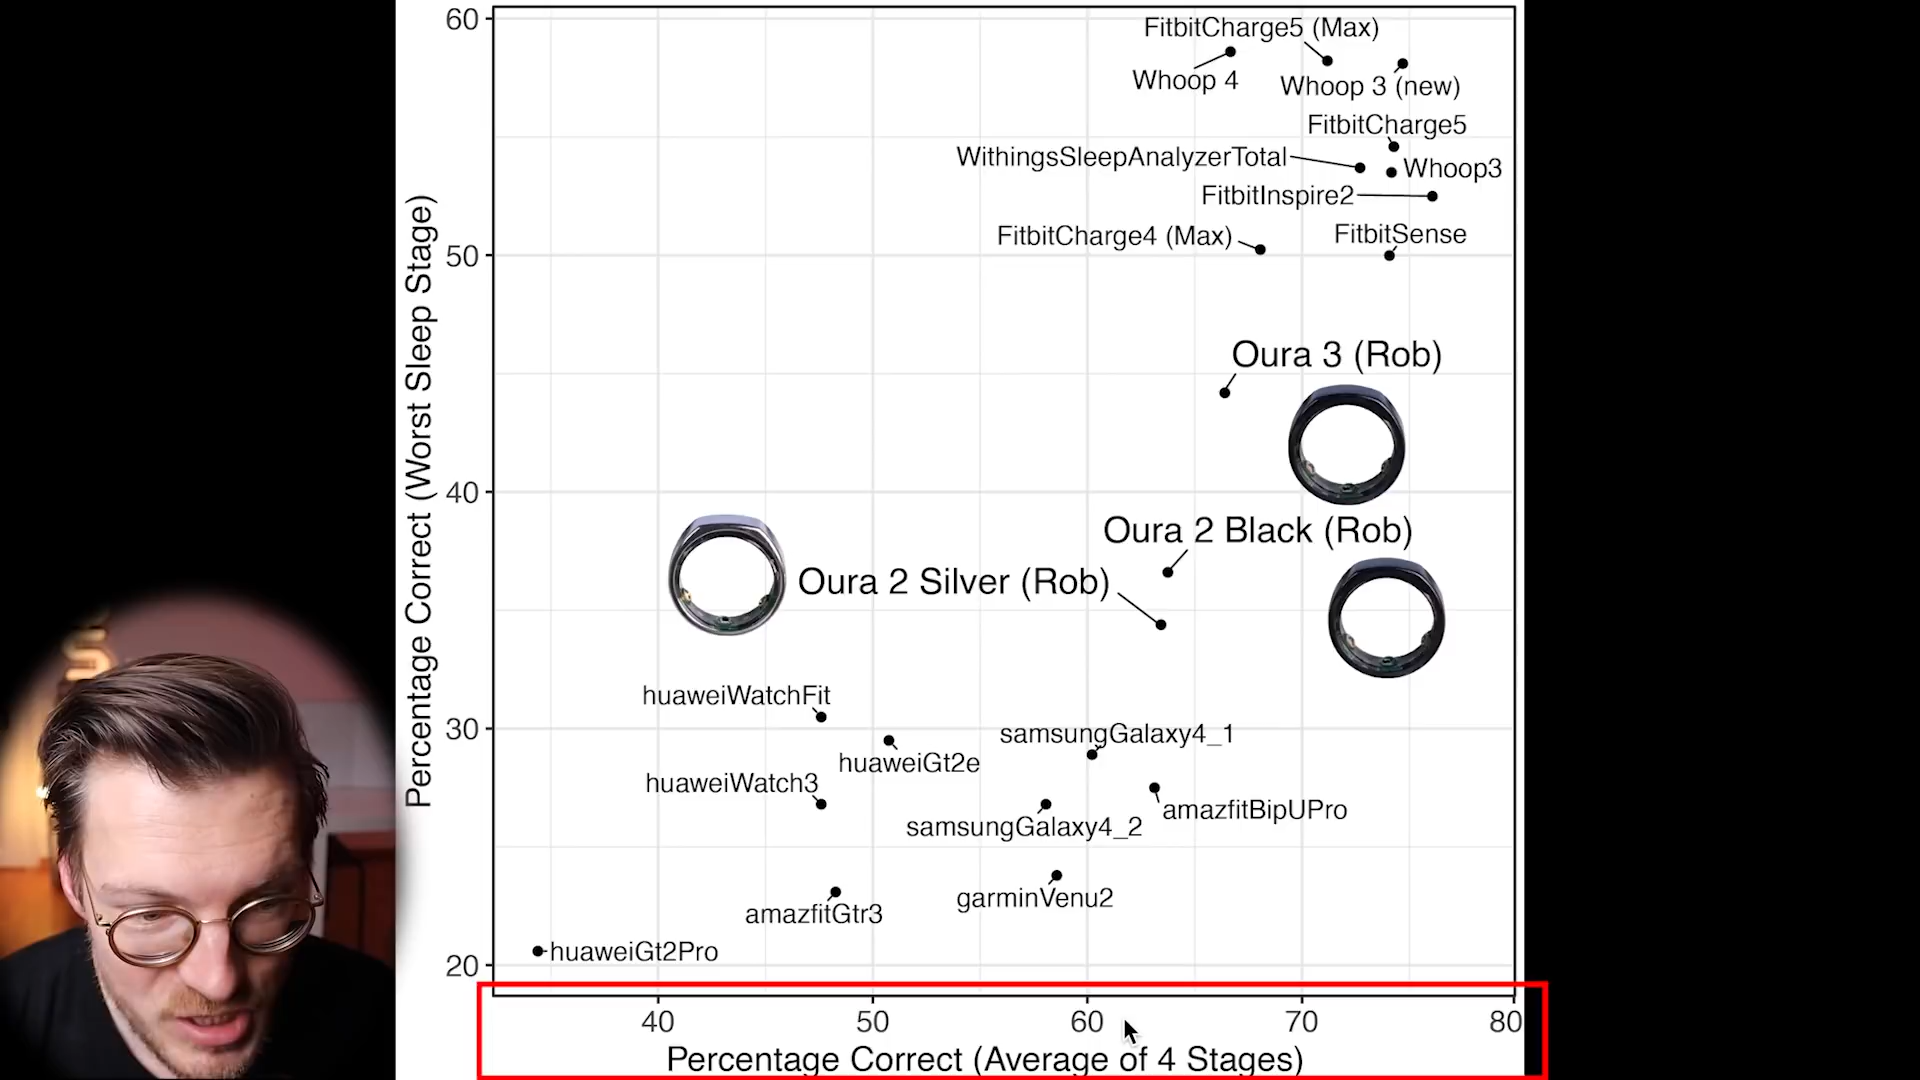 60
FitbitCharge5 (Max)
Whoop 4
Whoop 3 (new)
FitbitCharge5
WithingsSleepAnalyzerTotal
Whoop3
FitbitInspire2
FitbitCharge4 (Max)
FitbitSense
50
Oura 3 (Rob)
40
Oura 2 Black (Rob)
Oura 2 Silver (Rob)
huaweiWatchFit
30
samsungGalaxy4_1
huaweiGt2e
huaweiWatch3
amazfitBipUPro
samsungGalaxy4_2
garminVenu2
amazfitGtr3
huaweiGt2Pro
20
Percentage Correct (Worst Sleep Stage)
40 50 60 70 80
Percentage Correct (Average of 4 Stages)